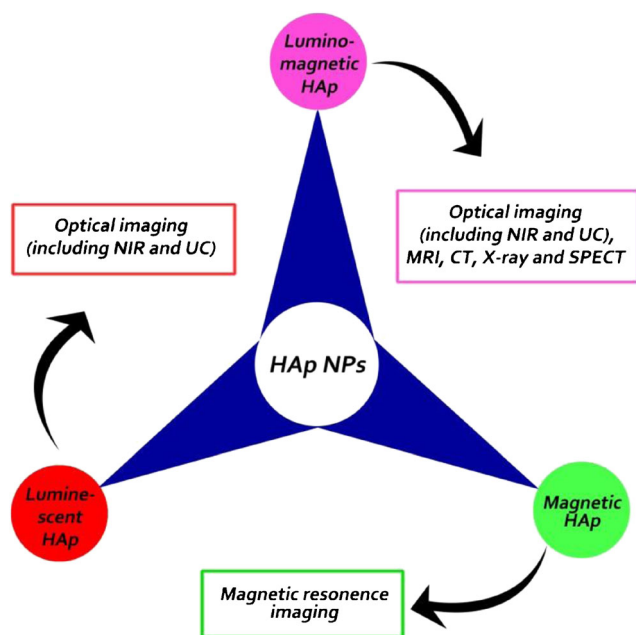 Lumino-
magnetic
HAp
Optical imaging
(including NIR and UC)
Optical imaging
(including NIR and UC),
MRI, CT, X-ray and SPECT
HAp NPs
Lumine-
scent
HAp
Magnetic
HAp
Magnetic resonence
imaging